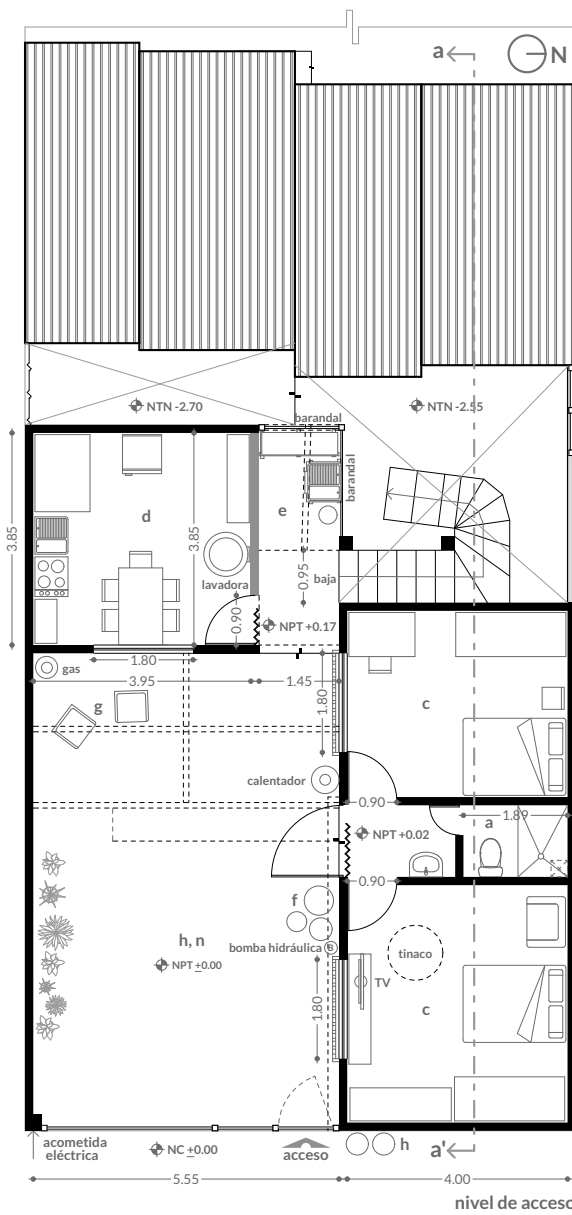 a
N
NTN -2.70
NTN -2.55
barandal
barandal
d
e
3.85
3.85
lavadora
0.90
0.95
baja
NPT +0.17
gas
1.80
3.95
1.45
g
1.80
c
calentador
0.90
NPT +0.02
a
1.89
0.90
f
h, n
bomba hidráulica
B
NPT +0.00
tinaco
TV
c
1.80
acometida
eléctrica
NC +0.00
acceso
h
a'
5.55
4.00
nivel de acceso